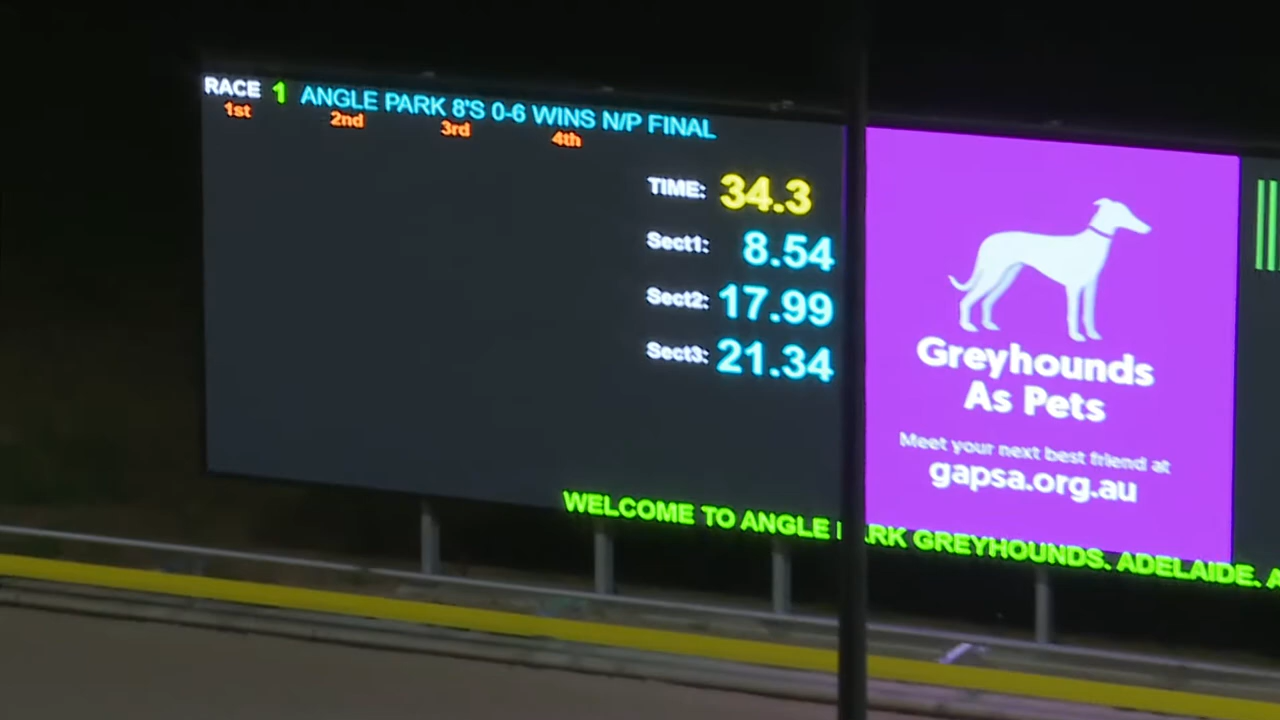 RACE 1 ANGLE PARK 8'S 0-6 WINS N/P FINAL
1st 2nd 3rd 4th
TIME: 34.3
Sect1: 8.54
Sect2: 17.99
Sect3: 21.34
Greyhounds
As Pets
Meet your next best friend at
gapsa.org.au
WELCOME TO ANGLE PARK GREYHOUNDS. ADELAIDE. A